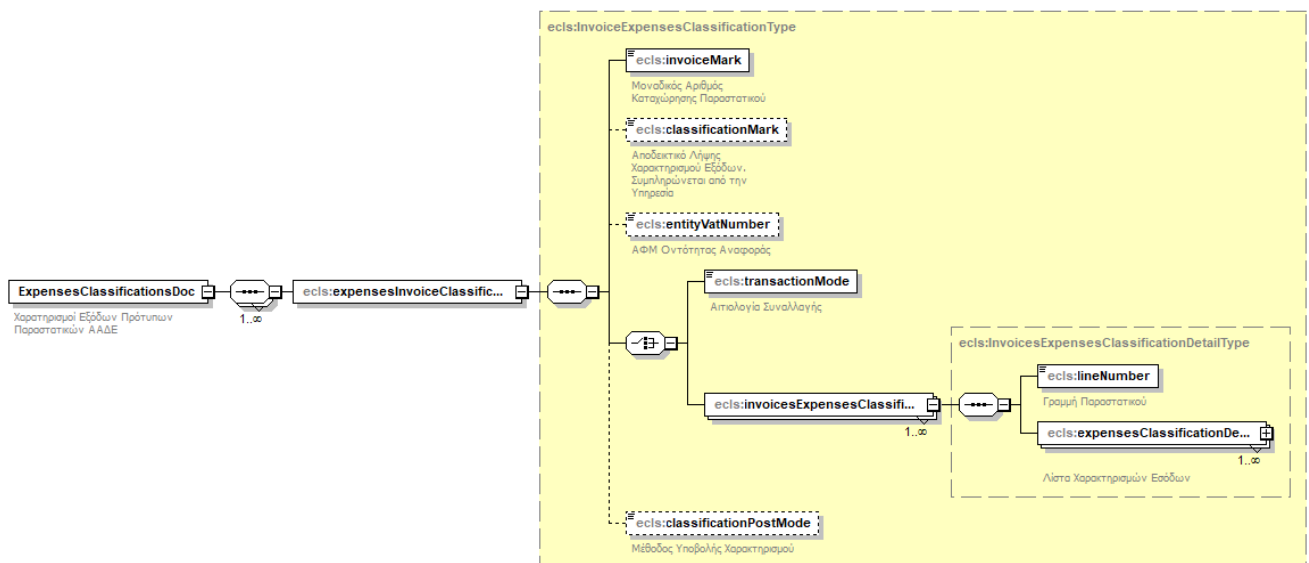 ecls:InvoiceExpensesClassificationType
ecls:invoiceMark
Μοναδικός Αριθμός
Καταχώρησης Παραστατικού
ecls:classificationMark
Αποδεικτικό Λήψης
Χαρακτηρισμού Εξόδων.
Συμπληρώνεται από την
Υπηρεσία
ecls:entityVatNumber
ΑΦΜ Οντότητας Αναφοράς
ExpensesClassificationsDoc
1..∞
Χαρατηρισμοί Εξόδων Πρότυπων
Παραστατικών ΑΑΔΕ
ecls:expensesInvoiceClassific...
ecls:transactionMode
Αιτιολογία Συναλλαγής
ecls:invoicesExpensesClassifi...
1..∞
ecls:InvoicesExpensesClassificationDetailType
ecls:lineNumber
Γραμμή Παραστατικού
ecls:expensesClassificationDe...
1..∞
Λίστα Χαρακτηρισμών Εσόδων
ecls:classificationPostMode
Μέθοδος Υποβολής Χαρακτηρισμού